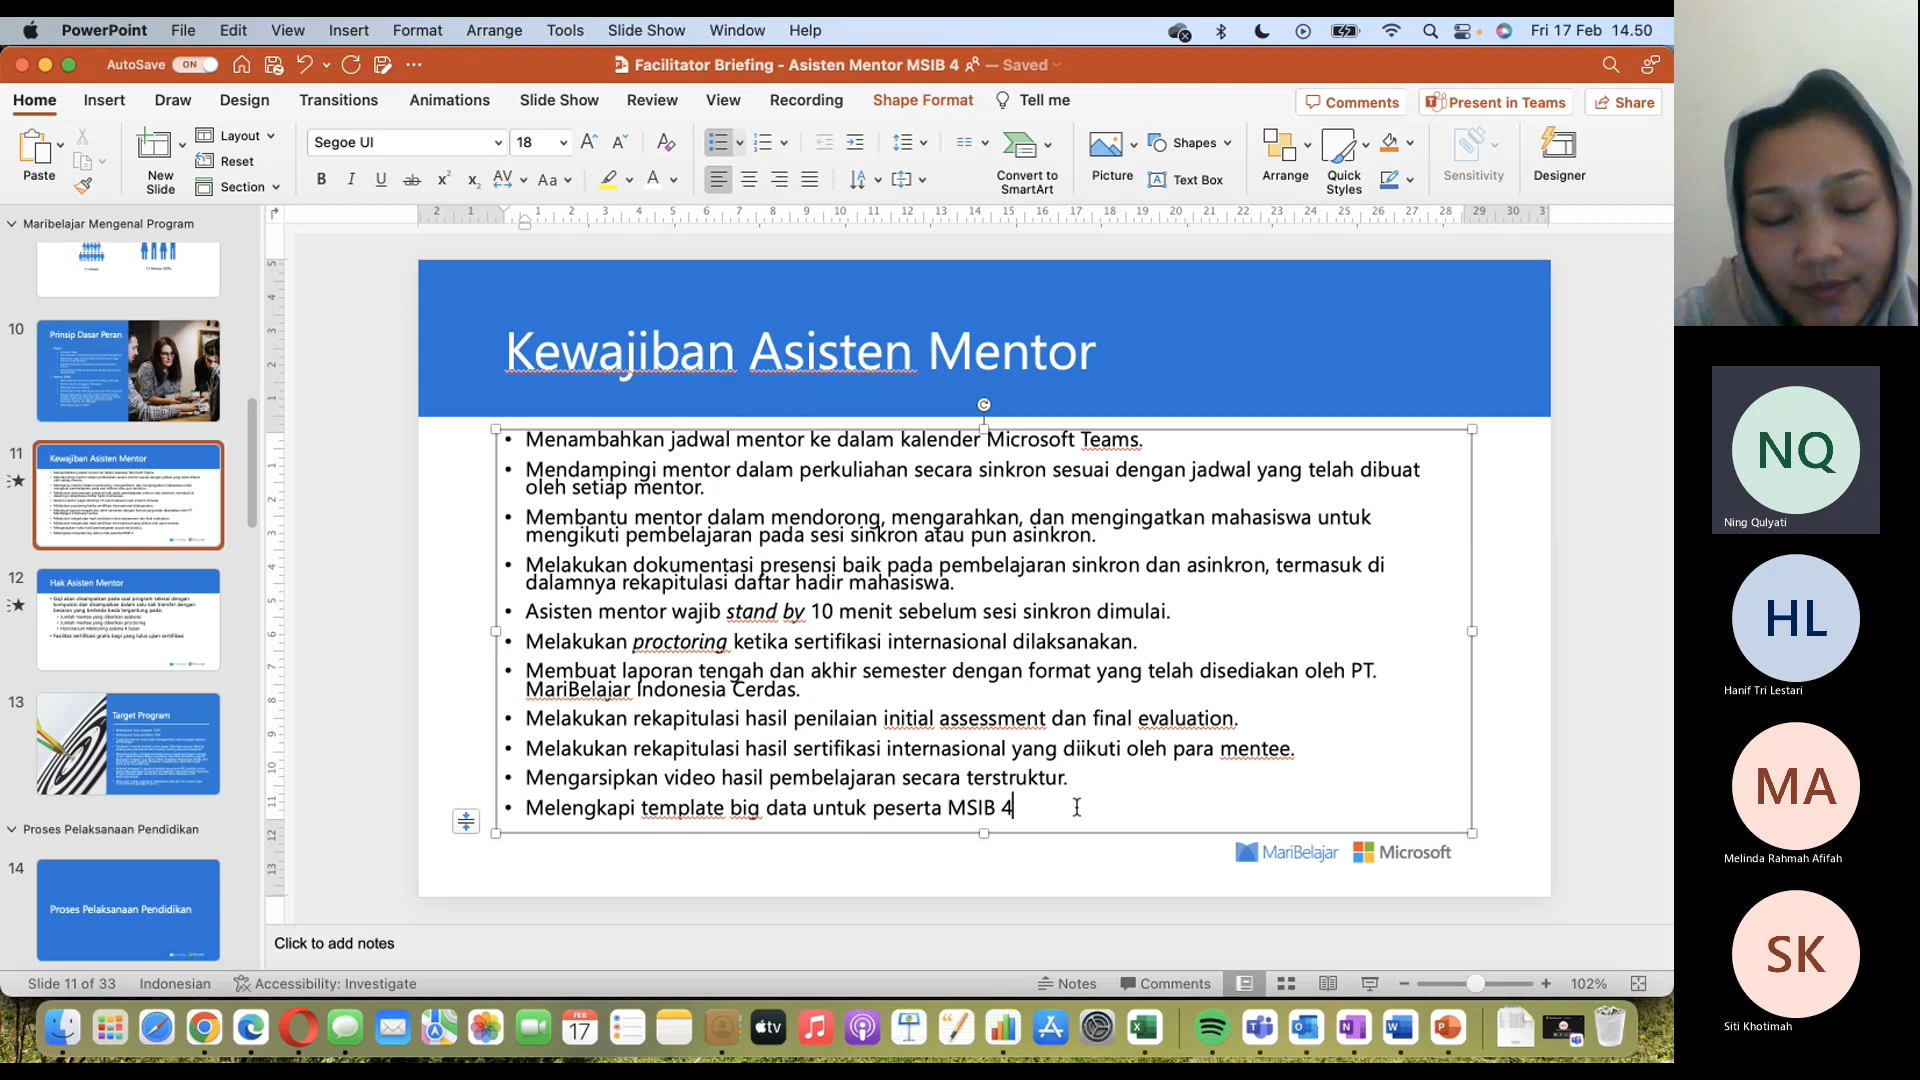 PowerPoint File Edit View Insert Format Arrange Tools Slide Show Window Help Fri 17 Feb 14.50
AutoSave ON Facilitator Briefing - Asisten Mentor MSIB 4 — Saved
Home Insert Draw Design Transitions Animations Slide Show Review View Recording Shape Format Tell me Comments Present in Teams Share
Paste New Slide Layout Reset Section Segoe UI 18 Convert to SmartArt Picture Shapes Text Box Arrange Quick Styles Sensitivity Designer
Maribelajar Mengenal Program
10
Prinsip Dasar Peran
11
Kewajiban Asisten Mentor
12
Hak Asisten Mentor
13
Target Program
Proses Pelaksanaan Pendidikan
14
Proses Pelaksanaan Pendidikan
Kewajiban Asisten Mentor
• Menambahkan jadwal mentor ke dalam kalender Microsoft Teams.
• Mendampingi mentor dalam perkuliahan secara sinkron sesuai dengan jadwal yang telah dibuat
oleh setiap mentor.
• Membantu mentor dalam mendorong, mengarahkan, dan mengingatkan mahasiswa untuk
mengikuti pembelajaran pada sesi sinkron atau pun asinkron.
• Melakukan dokumentasi presensi baik pada pembelajaran sinkron dan asinkron, termasuk di
dalamnya rekapitulasi daftar hadir mahasiswa.
• Asisten mentor wajib stand by 10 menit sebelum sesi sinkron dimulai.
• Melakukan proctoring ketika sertifikasi internasional dilaksanakan.
• Membuat laporan tengah dan akhir semester dengan format yang telah disediakan oleh PT.
MariBelajar Indonesia Cerdas.
• Melakukan rekapitulasi hasil penilaian initial assessment dan final evaluation.
• Melakukan rekapitulasi hasil sertifikasi internasional yang diikuti oleh para mentee.
• Mengarsipkan video hasil pembelajaran secara terstruktur.
• Melengkapi template big data untuk peserta MSIB 4
MariBelajar Microsoft
Click to add notes
Slide 11 of 33 Indonesian Accessibility: Investigate Notes Comments 102%
FEB
17
tv
NQ
Ning Qulyati
HL
Hanif Tri Lestari
MA
Melinda Rahmah Afifah
SK
Siti Khotimah